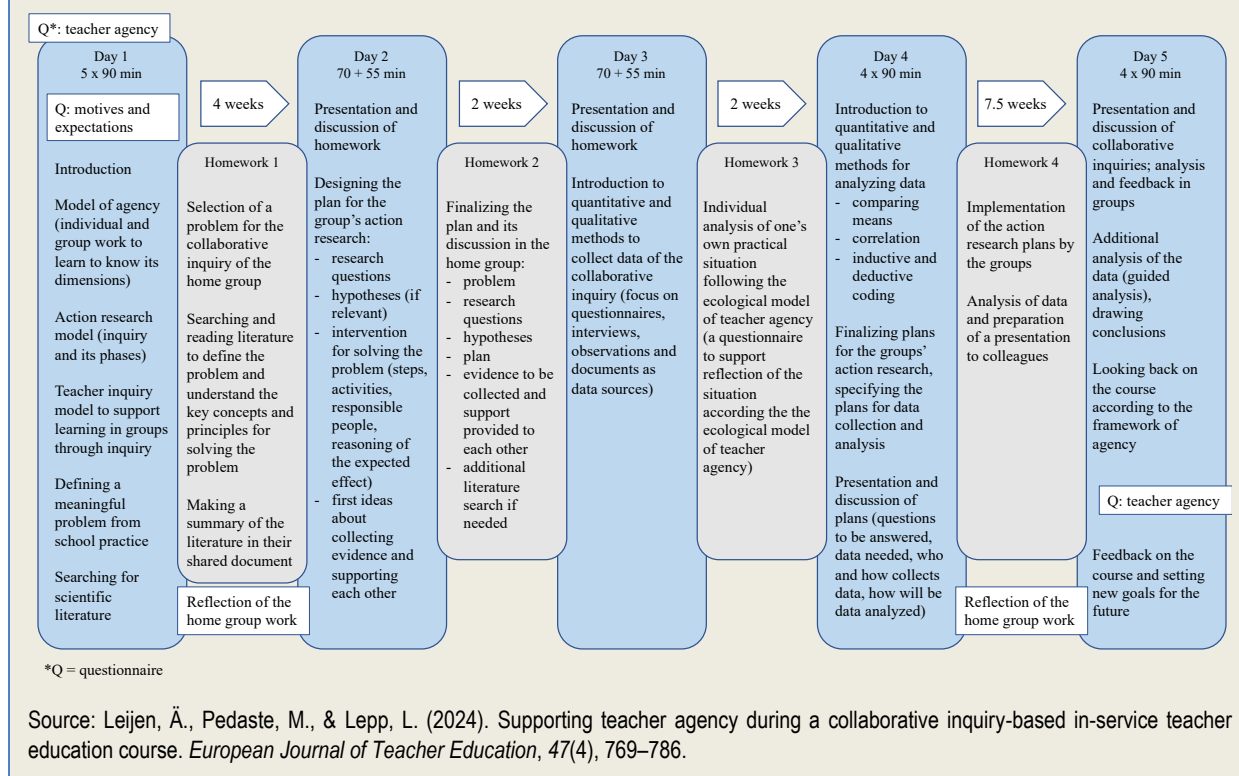 Q*: teacher agency
Day 1
5 x 90 min
Q: motives and
expectations
Introduction
Model of agency
(individual and
group work to
learn to know its
dimensions)
Action research
model (inquiry
and its phases)
Teacher inquiry
model to support
learning in groups
through inquiry
Defining a
meaningful
problem from
school practice
Searching for
scientific
literature
4 weeks
Homework 1
Selection of a
problem for the
collaborative
inquiry of the
home group
Searching and
reading literature
to define the
problem and
understand the
key concepts and
principles for
solving the
problem
Making a
summary of the
literature in their
shared document
Reflection of the
home group work
Day 2
70 + 55 min
Presentation and
discussion of
homework
Designing the
plan for the
group’s action
research:
- research
questions
- hypotheses (if
relevant)
- intervention
for solving the
problem (steps,
activities,
responsible
people,
reasoning of
the expected
effect)
- first ideas
about
collecting
evidence and
supporting
each other
2 weeks
Homework 2
Finalizing the
plan and its
discussion in the
home group:
- problem
- research
questions
- hypotheses
- plan
- evidence to be
collected and
support
provided to
each other
- additional
literature
search if
needed
Day 3
70 + 55 min
Presentation and
discussion of
homework
Introduction to
quantitative and
qualitative
methods to
collect data of the
collaborative
inquiry (focus on
questionnaires,
interviews,
observations and
documents as
data sources)
2 weeks
Homework 3
Individual
analysis of one’s
own practical
situation
following the
ecological model
of teacher agency
(a questionnaire
to support
reflection of the
situation
according the the
ecological model
of teacher
agency)
Day 4
4 x 90 min
Introduction to
quantitative and
qualitative
methods for
analyzing data
- comparing
means
- correlation
- inductive and
deductive
coding
Finalizing plans
for the groups’
action research,
specifying the
plans for data
collection and
analysis
Presentation and
discussion of
plans (questions
to be answered,
data needed, who
and how collects
data, how will be
data analyzed)
7.5 weeks
Homework 4
Implementation
of the action
research plans by
the groups
Analysis of data
and preparation
of a presentation
to colleagues
Reflection of the
home group work
Day 5
4 x 90 min
Presentation and
discussion of
collaborative
inquiries; analysis
and feedback in
groups
Additional
analysis of the
data (guided
analysis),
drawing
conclusions
Looking back on
the course
according to the
framework of
agency
Q: teacher agency
Feedback on the
course and setting
new goals for the
future
*Q = questionnaire
Source: Leijen, Ä., Pedaste, M., & Lepp, L. (2024). Supporting teacher agency during a collaborative inquiry-based in-service teacher
education course. European Journal of Teacher Education, 47(4), 769–786.